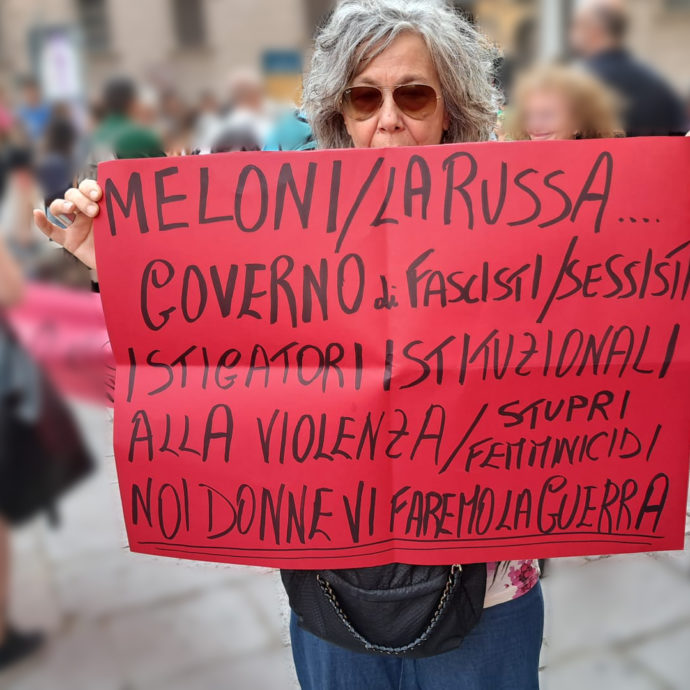 MELONI/LA RUSSA....
GOVERNO di FASCISTI/SESSISTI
ISTIGATORI ISTITUZIONALI
ALLA VIOLENZA/STUPRI
FEMMINICIDI
NOI DONNE VI FAREMO LA GUERRA